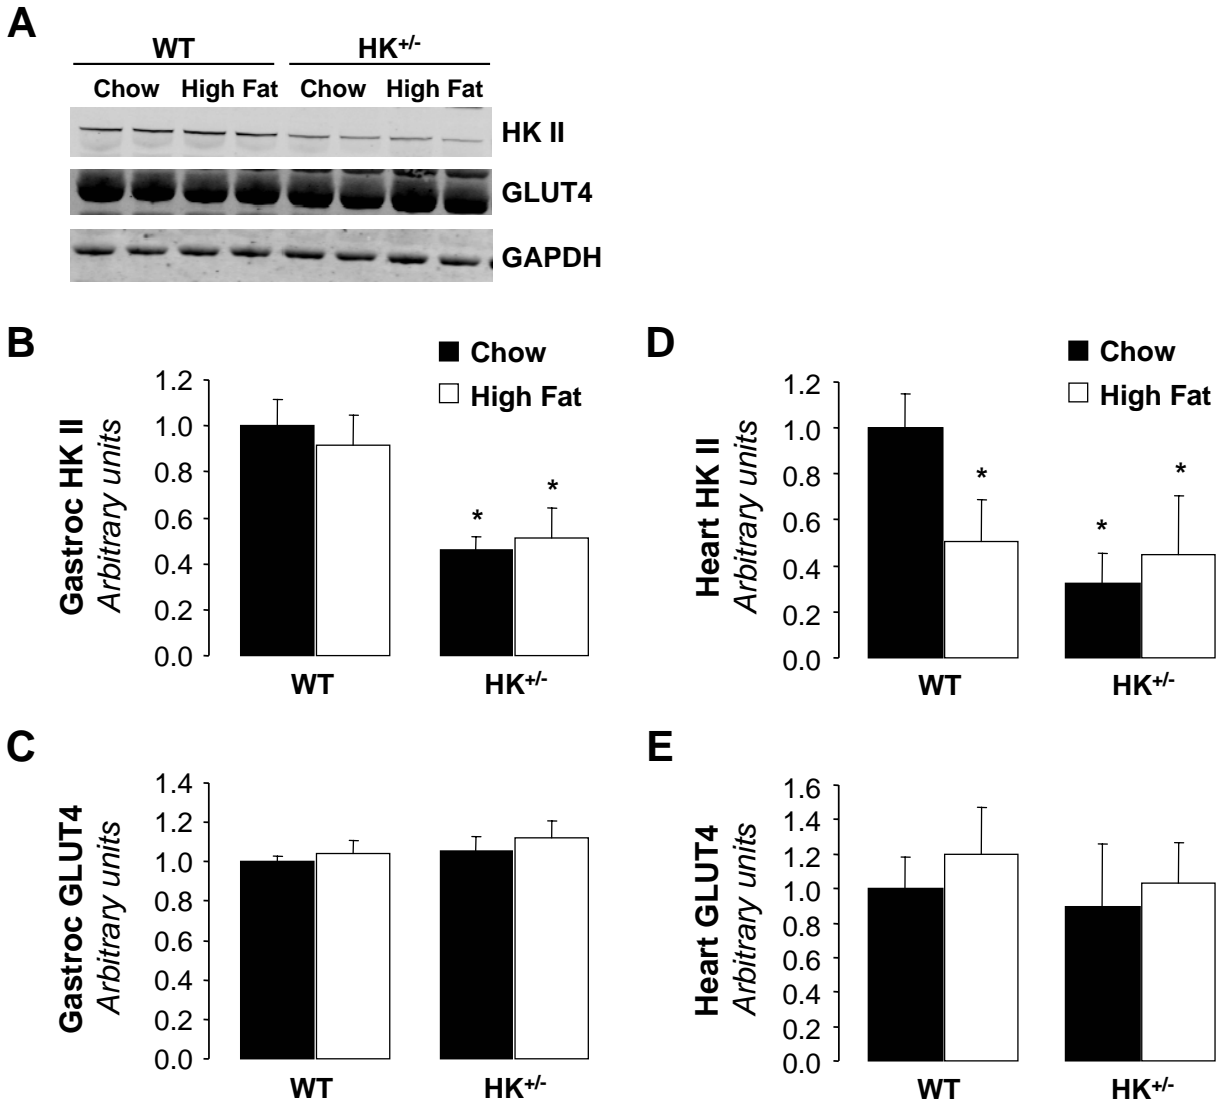 A
WT HK+/-
Chow High Fat Chow High Fat
HK II
GLUT4
GAPDH
B
Chow
High Fat
Gastroc HK II
Arbitrary units
1.2
1.0
0.8
0.6
0.4
0.2
0.0
* *
WT HK+/-
D
Chow
High Fat
Heart HK II
Arbitrary units
1.2
1.0
0.8
0.6
0.4
0.2
0.0
* * *
WT HK+/-
C
Gastroc GLUT4
Arbitrary units
1.4
1.2
1.0
0.8
0.6
0.4
0.2
0.0
WT HK+/-
E
Heart GLUT4
Arbitrary units
1.6
1.4
1.2
1.0
0.8
0.6
0.4
0.2
0.0
WT HK+/-